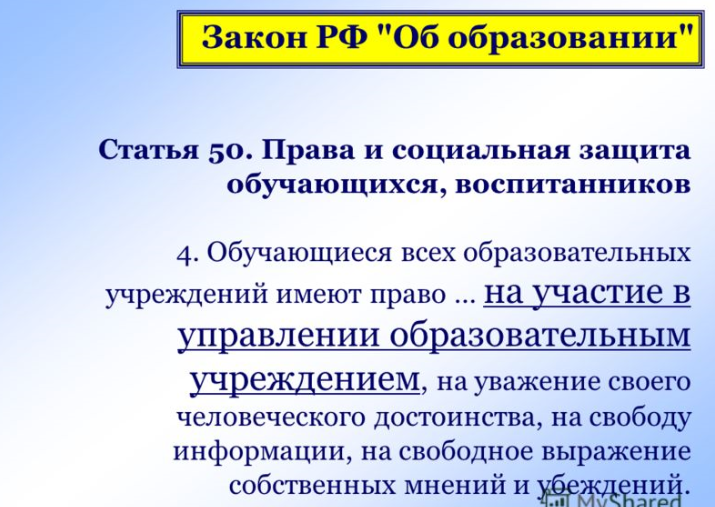 Закон РФ "Об образовании"
Статья 50. Права и социальная защита
обучающихся, воспитанников
4. Обучающиеся всех образовательных
учреждений имеют право ... на участие в
управлении образовательным
учреждением, на уважение своего
человеческого достоинства, на свободу
информации, на свободное выражение
собственных мнений и убеждений.
MyShared